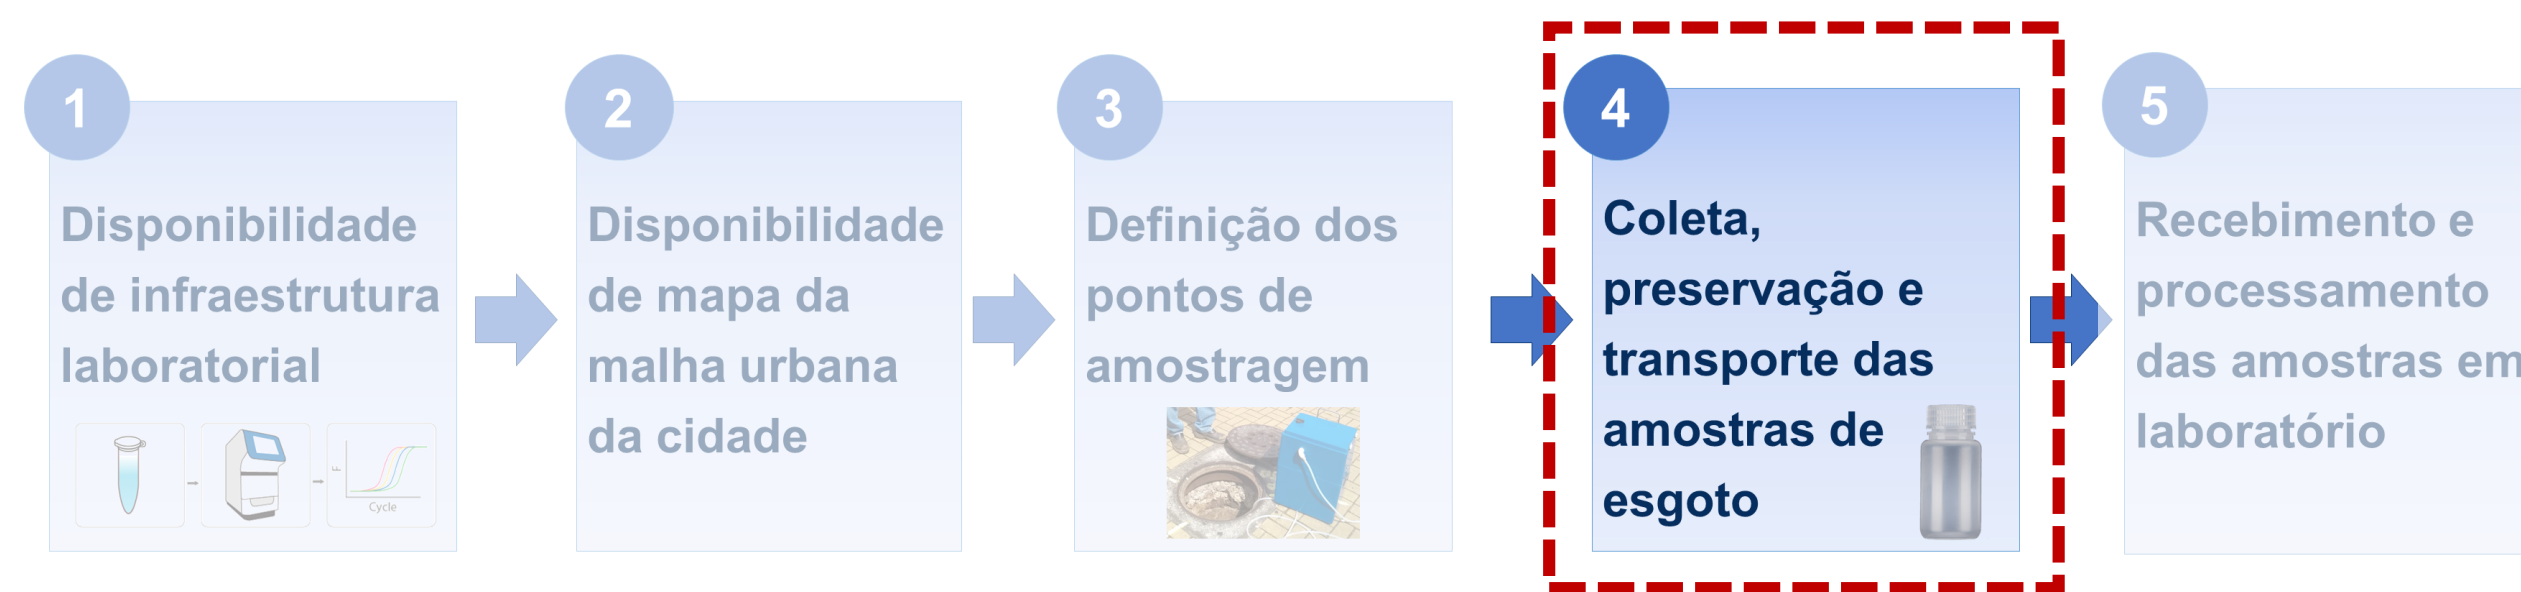 1
Disponibilidade
de infraestrutura
laboratorial
F
Cycle
2
Disponibilidade
de mapa da
malha urbana
da cidade
3
Definição dos
pontos de
amostragem
4
Coleta,
preservação e
transporte das
amostras de
esgoto
5
Recebimento e
processamento
das amostras em
laboratório